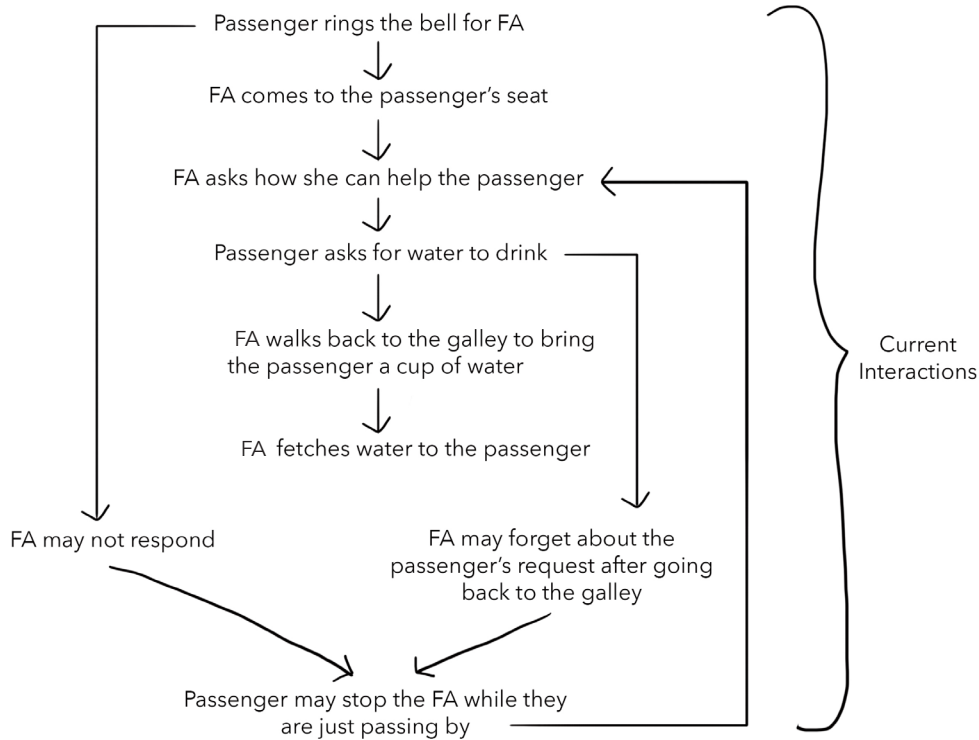 Passenger rings the bell for FA
FA comes to the passenger's seat
FA asks how she can help the passenger
Passenger asks for water to drink
FA walks back to the galley to bring
the passenger a cup of water
FA fetches water to the passenger
Current
Interactions
FA may not respond
FA may forget about the
passenger's request after going
back to the galley
Passenger may stop the FA while they
are just passing by